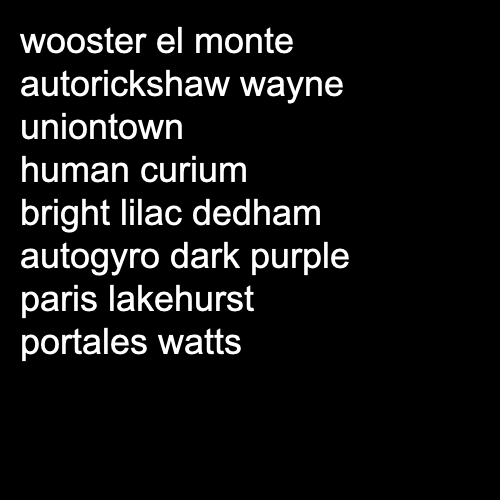 wooster el monte
autorickshaw wayne
uniontown
human curium
bright lilac dedham
autogyro dark purple
paris lakehurst
portales watts